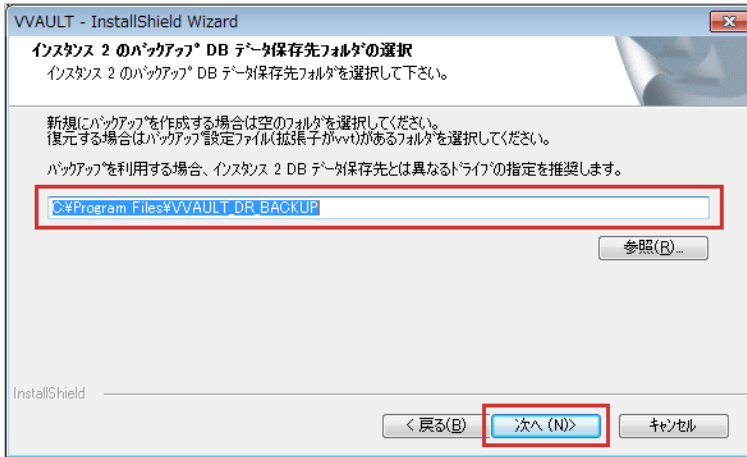 VVAULT - InstallShield Wizard
インスタンス 2 のバックアップ DB データ保存先フォルダの選択
インスタンス 2 のバックアップ DB データ保存先フォルダを選択して下さい。
新規にバックアップを作成する場合は空のフォルダを選択してください。
復元する場合はバックアップ設定ファイル(拡張子がvvt)があるフォルダを選択してください。
バックアップを利用する場合、インスタンス 2 DB データ保存先とは異なるドライブの指定を推奨します。
C:¥Program Files¥VVAULT_DR_BACKUP
参照(R)...
InstallShield
< 戻る(B)
次へ (N)>
キャンセル